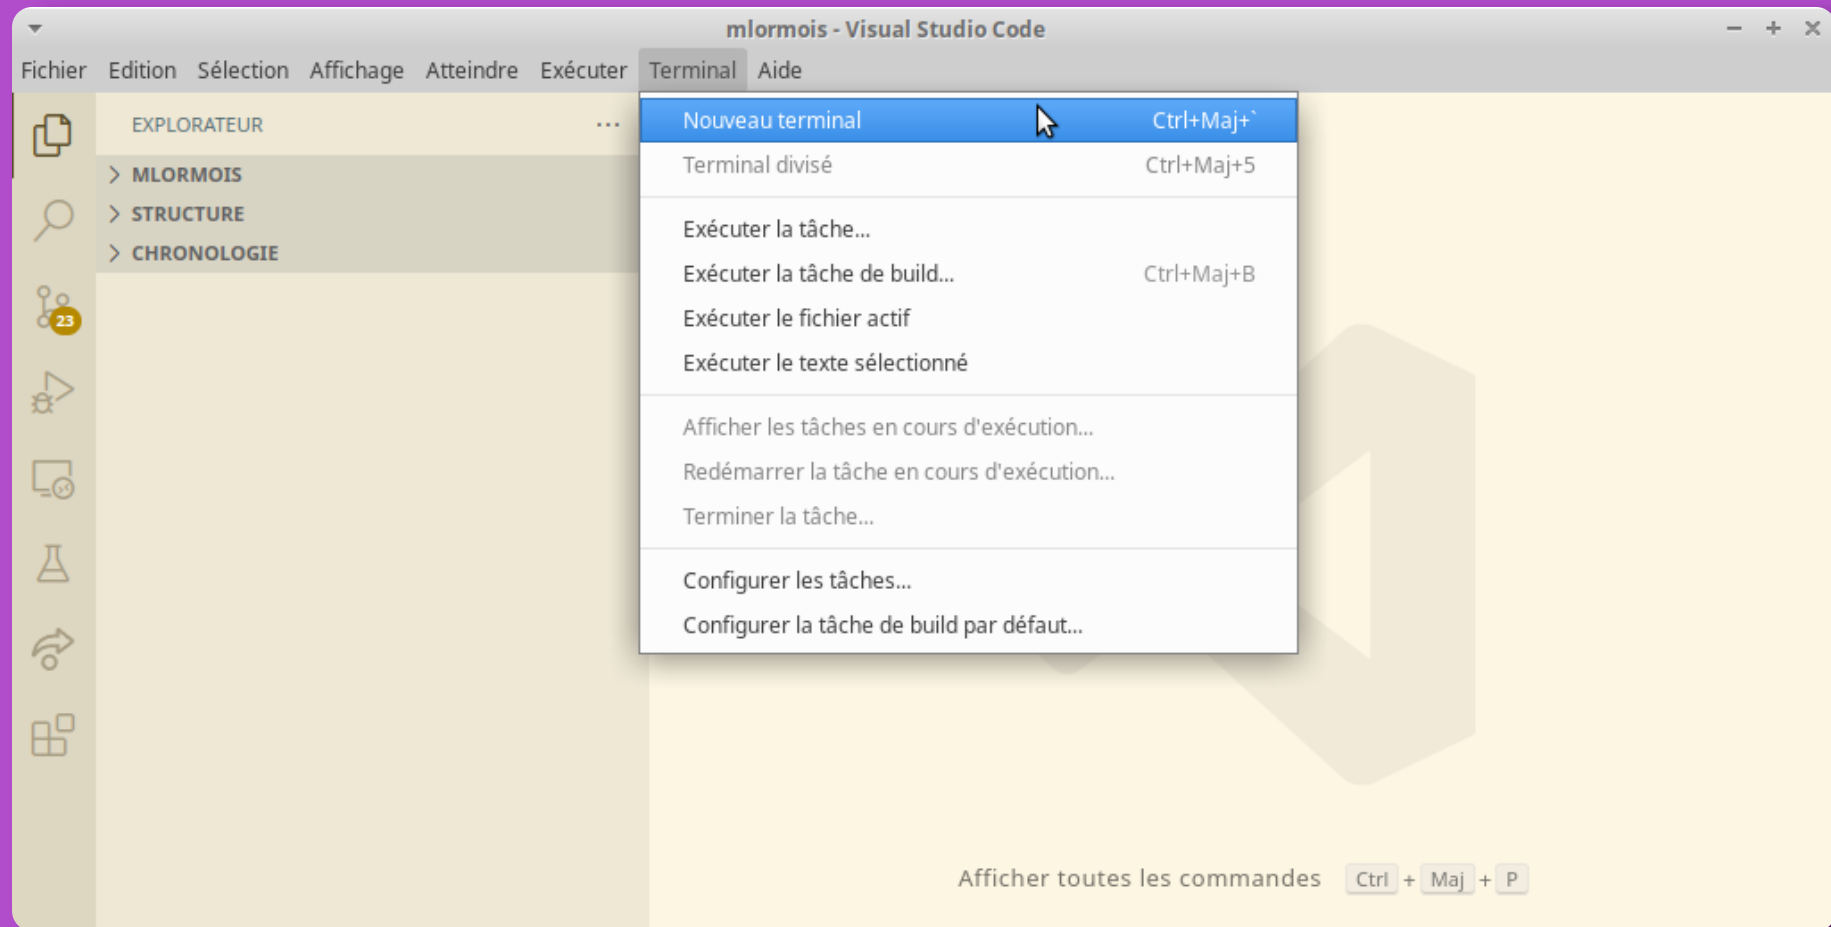 mlormois - Visual Studio Code
Fichier Edition Sélection Affichage Atteindre Exécuter Terminal Aide
EXPLORATEUR ...
MLORMOIS
STRUCTURE
CHRONOLOGIE
23
Nouveau terminal Ctrl+Maj+`
Terminal divisé Ctrl+Maj+5
Exécuter la tâche...
Exécuter la tâche de build... Ctrl+Maj+B
Exécuter le fichier actif
Exécuter le texte sélectionné
Afficher les tâches en cours d'exécution...
Redémarrer la tâche en cours d'exécution...
Terminer la tâche...
Configurer les tâches...
Configurer la tâche de build par défaut...
Afficher toutes les commandes Ctrl + Maj + P